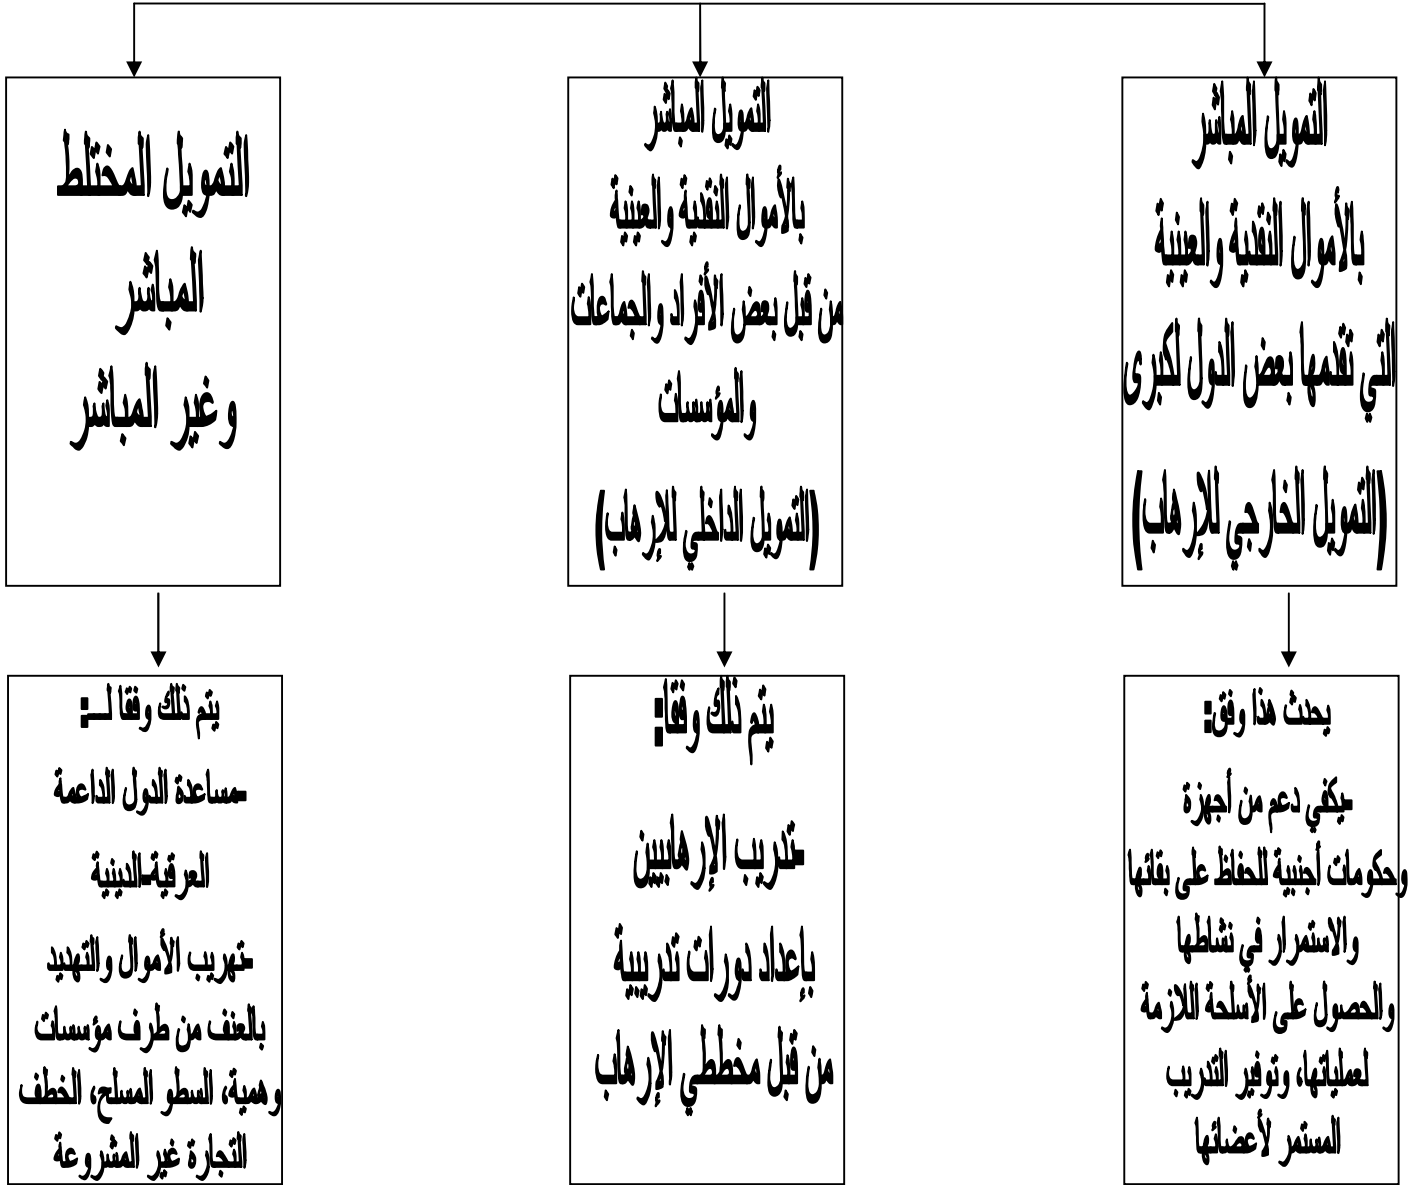 التمويل المباشر
بالأموال النقدية والعينية
التي تقدمها بعض الدول لكبرى
(التمويل الخارجي للإرهاب)
التمويل المباشر
بالأموال النقدية والعينية
من قبل بعض الأفراد والجماعات
والمؤسسات
(التمويل الداخلي للإرهاب)
التمويل المختلط
المباشر
وغير المباشر
يحدث هذا وفق:
-يكفي دعم من أجهزة
وحكومات أجنبية للحفاظ على بقائها
والاستمرار في نشاطها
والحصول على الأسلحة اللازمة
لعملياتها، وتوفير التدريب
المستمر لأعضائها
يتم ذلك وفقا:
-تدريب الإرهابيين
بإعداد دورات تدريبية
من قبل مخططي الإرهاب
يتم ذلك وفقا لـــ:
-مساعدة الدول الداعمة
العرقية-الدينية
-تهريب الأموال والتهديد
بالعنف من طرف مؤسسات
وهمية، السطو المسلح، الخطف
التجارة غير المشروعة